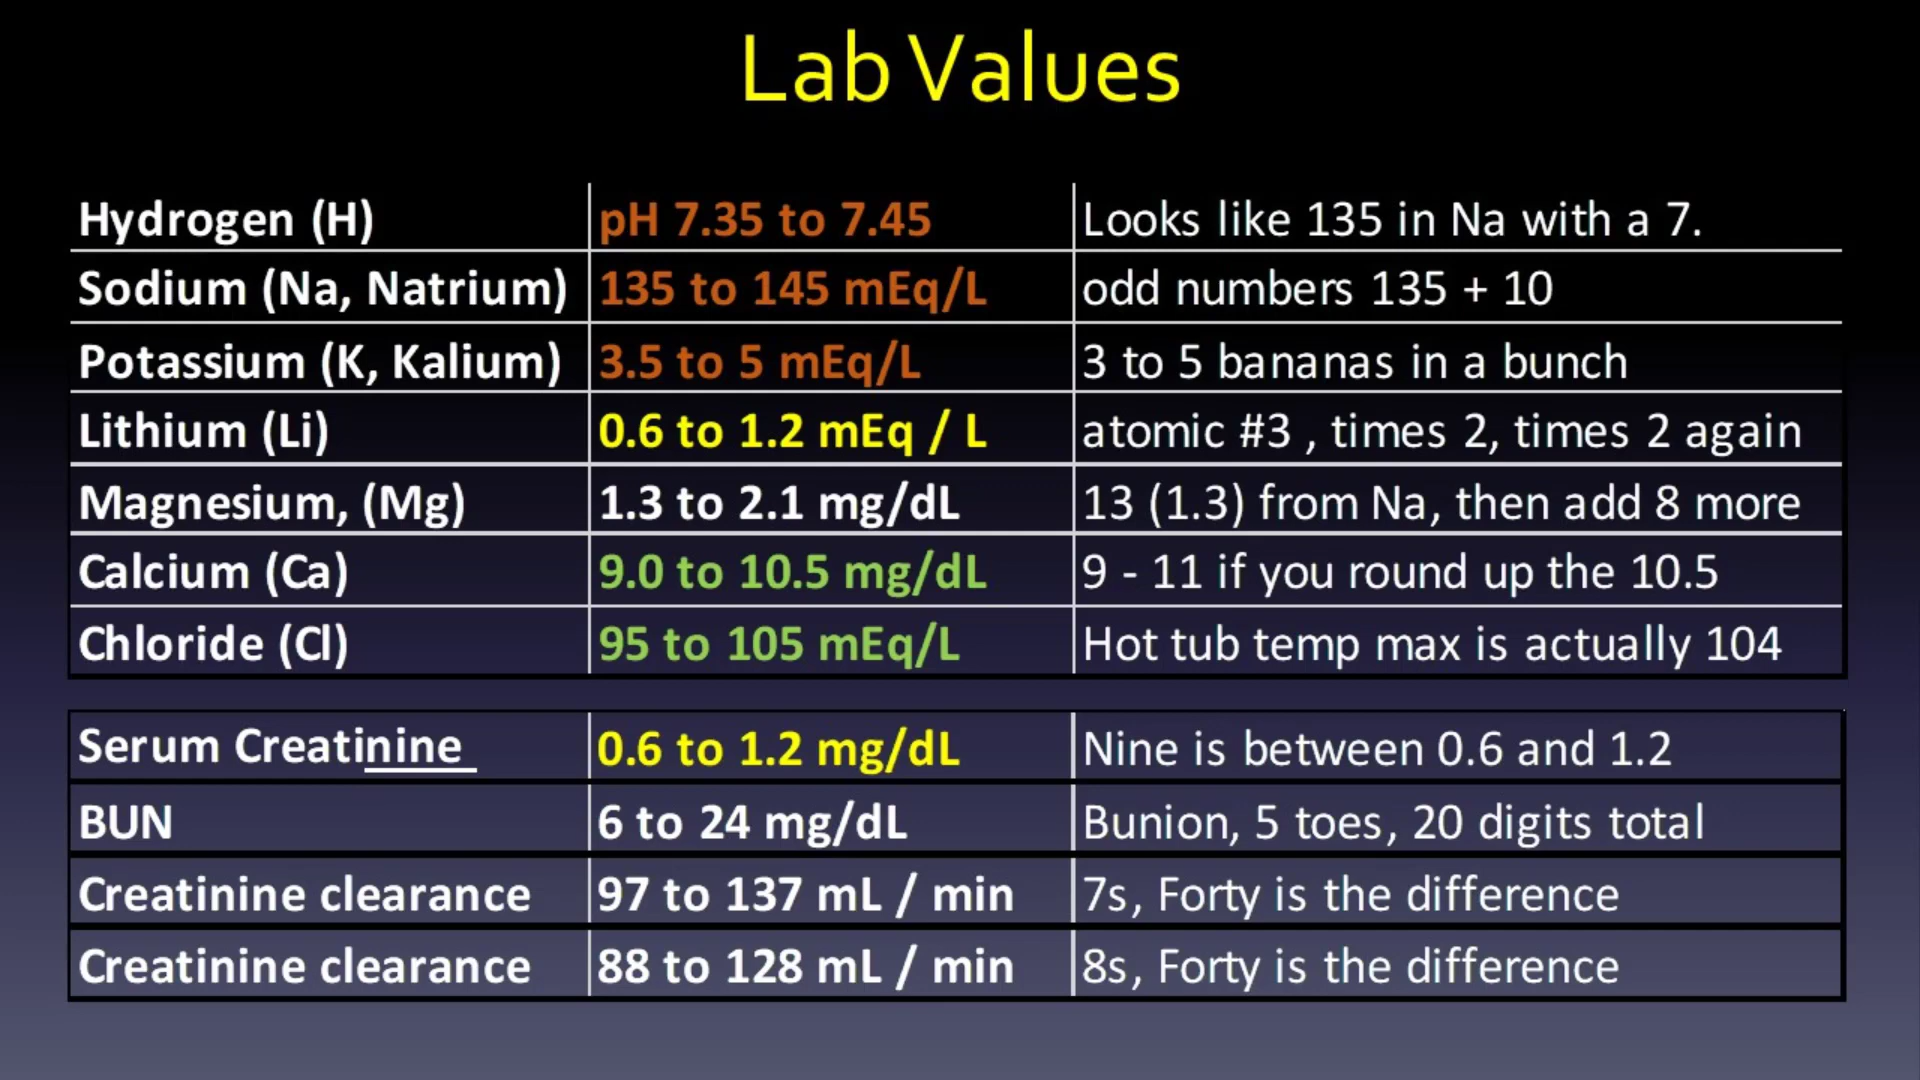 Lab Values
Hydrogen (H) pH 7.35 to 7.45 Looks like 135 in Na with a 7.
Sodium (Na, Natrium) 135 to 145 mEq/L odd numbers 135 + 10
Potassium (K, Kalium) 3.5 to 5 mEq/L 3 to 5 bananas in a bunch
Lithium (Li) 0.6 to 1.2 mEq / L atomic #3 , times 2, times 2 again
Magnesium, (Mg) 1.3 to 2.1 mg/dL 13 (1.3) from Na, then add 8 more
Calcium (Ca) 9.0 to 10.5 mg/dL 9 - 11 if you round up the 10.5
Chloride (Cl) 95 to 105 mEq/L Hot tub temp max is actually 104
Serum Creatinine 0.6 to 1.2 mg/dL Nine is between 0.6 and 1.2
BUN 6 to 24 mg/dL Bunion, 5 toes, 20 digits total
Creatinine clearance 97 to 137 mL / min 7s, Forty is the difference
Creatinine clearance 88 to 128 mL / min 8s, Forty is the difference